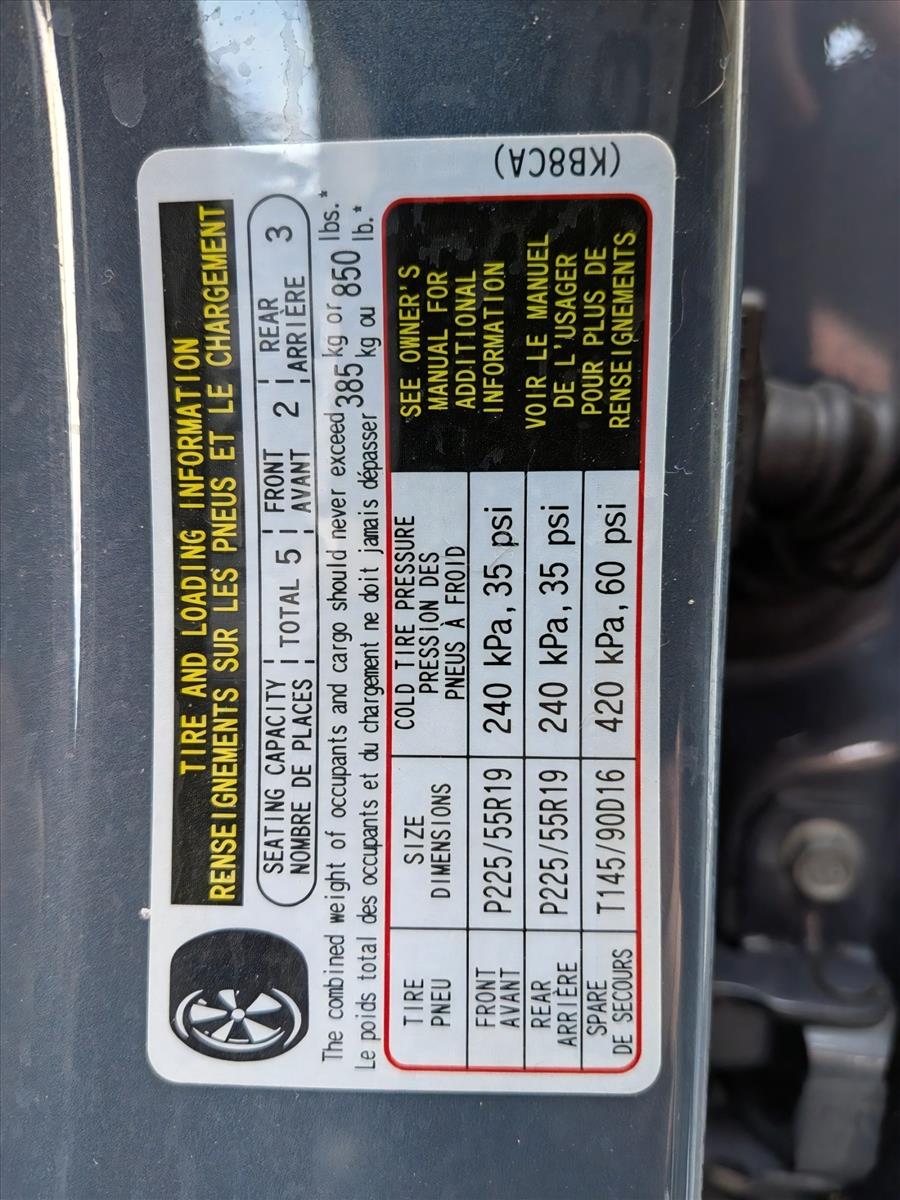 TIRE AND LOADING INFORMATION
RENSEIGNEMENTS SUR LES PNEUS ET LE CHARGEMENT
SEATING CAPACITY
NOMBRE DE PLACES
TOTAL 5
FRONT
AVANT
2
REAR
ARRIÈRE
3
The combined weight of occupants and cargo should never exceed 385 kg or 850 lbs.*
Le poids total des occupants et du chargement ne doit jamais dépasser 385 kg ou 850 lb.*
TIRE
PNEU
SIZE
DIMENSIONS
COLD TIRE PRESSURE
PRESSION DES
PNEUS À FROID
FRONT
AVANT
P225/55R19
240 kPa, 35 psi
REAR
ARRIÈRE
P225/55R19
240 kPa, 35 psi
SPARE
DE SECOURS
T145/90D16
420 kPa, 60 psi
SEE OWNER'S
MANUAL FOR
ADDITIONAL
INFORMATION
VOIR LE MANUEL
DE L'USAGER
POUR PLUS DE
RENSEIGNEMENTS
(KB8CA)